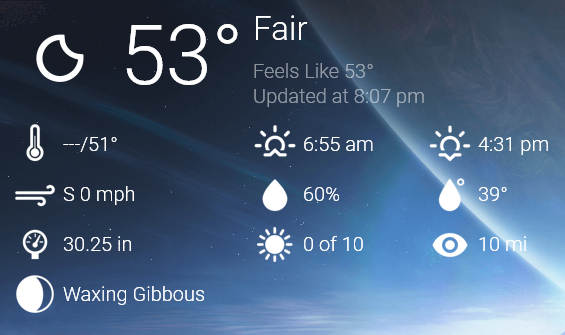 53°
Fair
Feels Like 53°
Updated at 8:07 pm
---/51°
6:55 am
4:31 pm
S 0 mph
60%
39°
30.25 in
0 of 10
10 mi
Waxing Gibbous